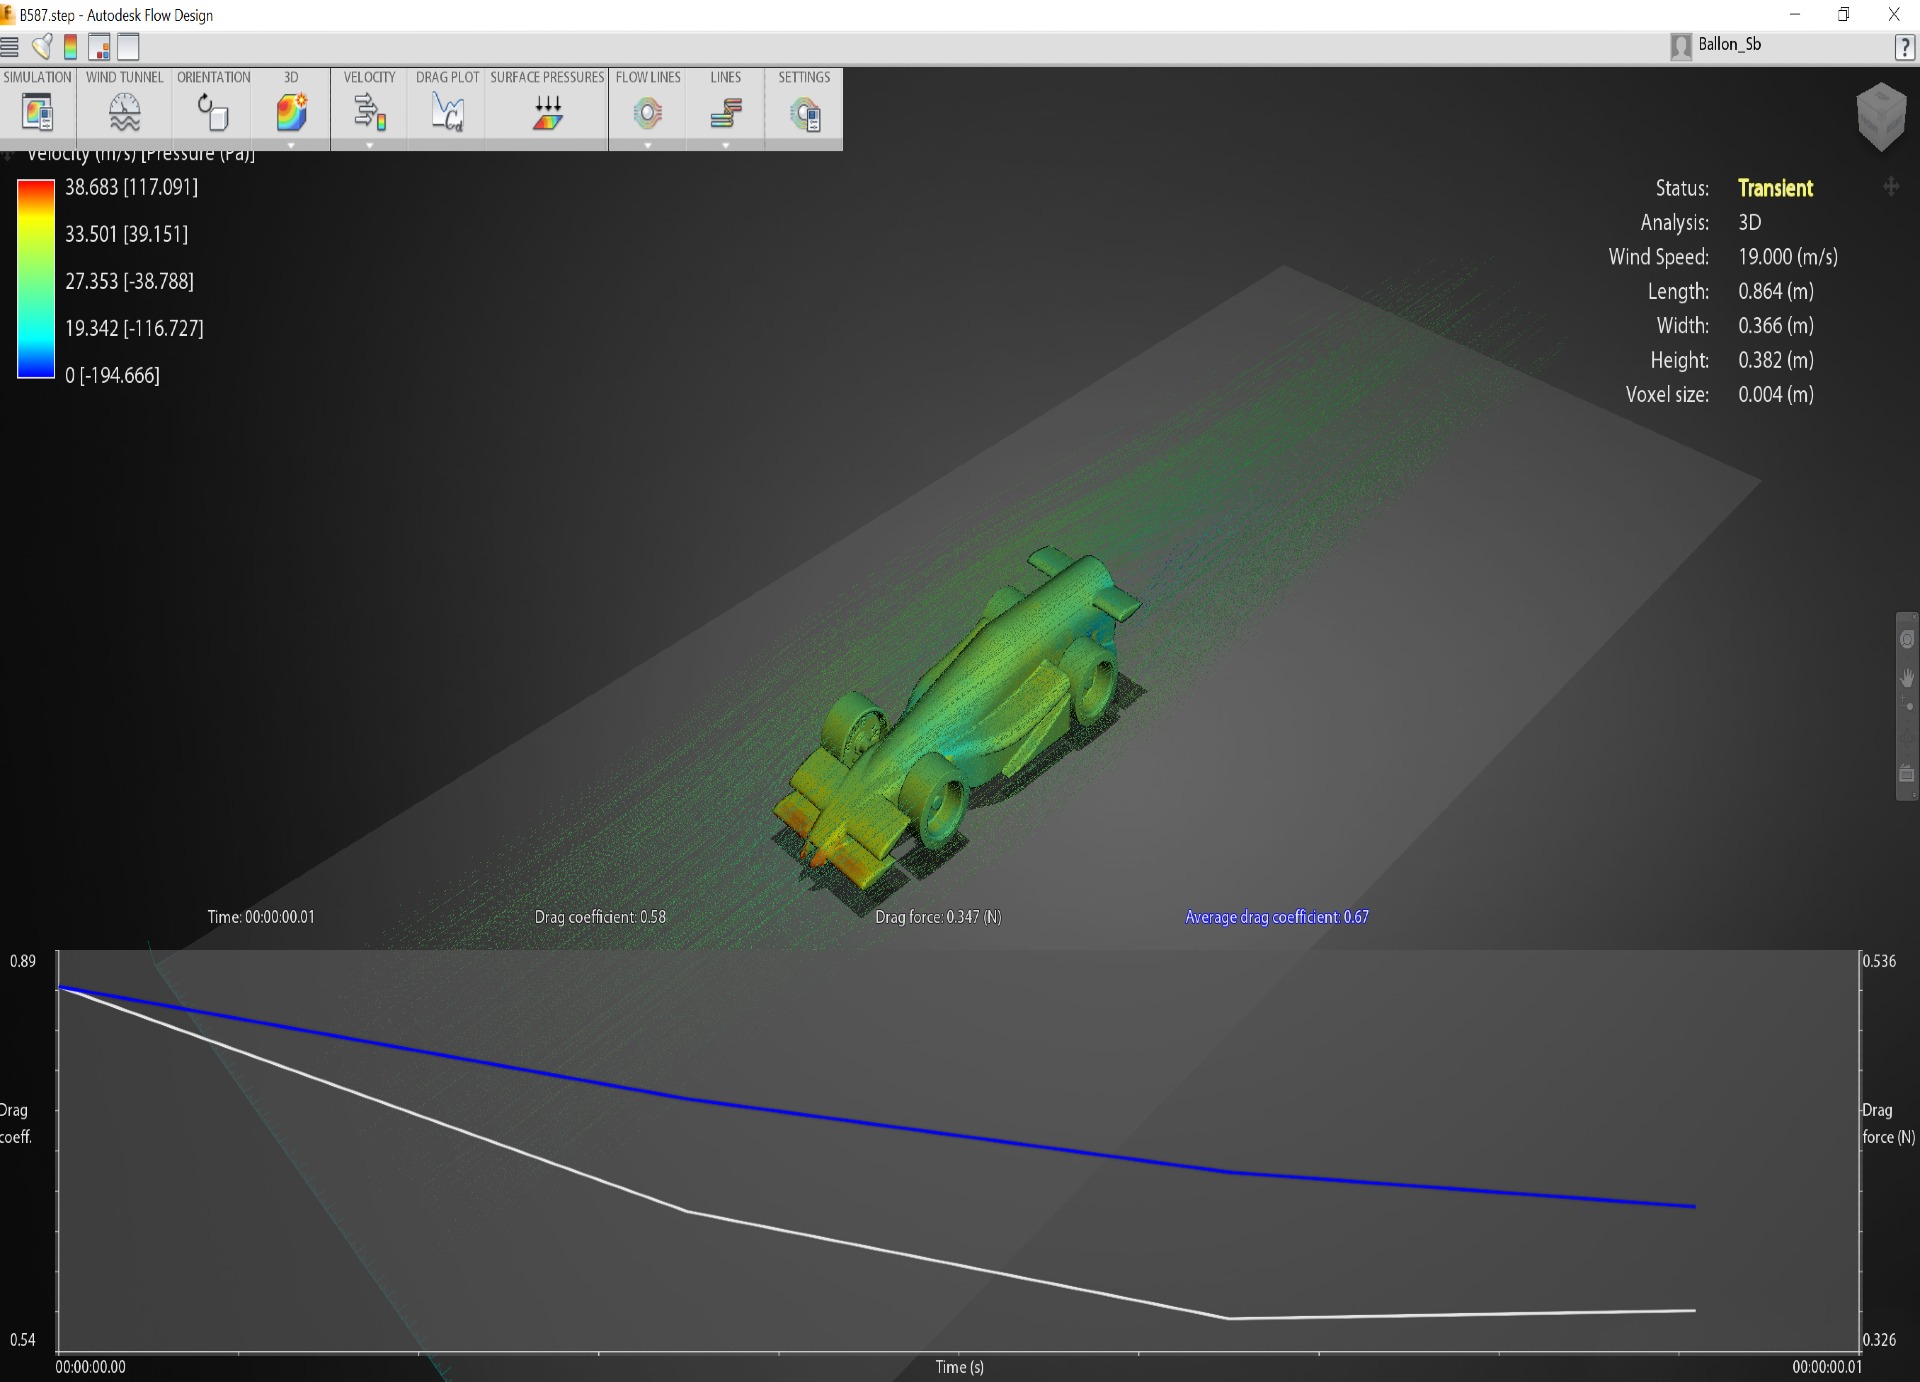 B587.step - Autodesk Flow Design
Ballon_Sb
?
SIMULATION WIND TUNNEL ORIENTATION 3D VELOCITY DRAG PLOT SURFACE PRESSURES FLOW LINES LINES SETTINGS
Velocity (m/s) [Pressure (Pa)]
38.683 [117.091]
33.501 [39.151]
27.353 [-38.788]
19.342 [-116.727]
0 [-194.666]
Status: Transient
Analysis: 3D
Wind Speed: 19.000 (m/s)
Length: 0.864 (m)
Width: 0.366 (m)
Height: 0.382 (m)
Voxel size: 0.004 (m)
Time: 00:00:00.01 Drag coefficient: 0.58 Drag force: 0.347 (N) Average drag coefficient: 0.67
0.89 0.536
Drag coeff.
Drag force (N)
0.54 0.326
00:00:00.00 Time (s) 00:00:00.01